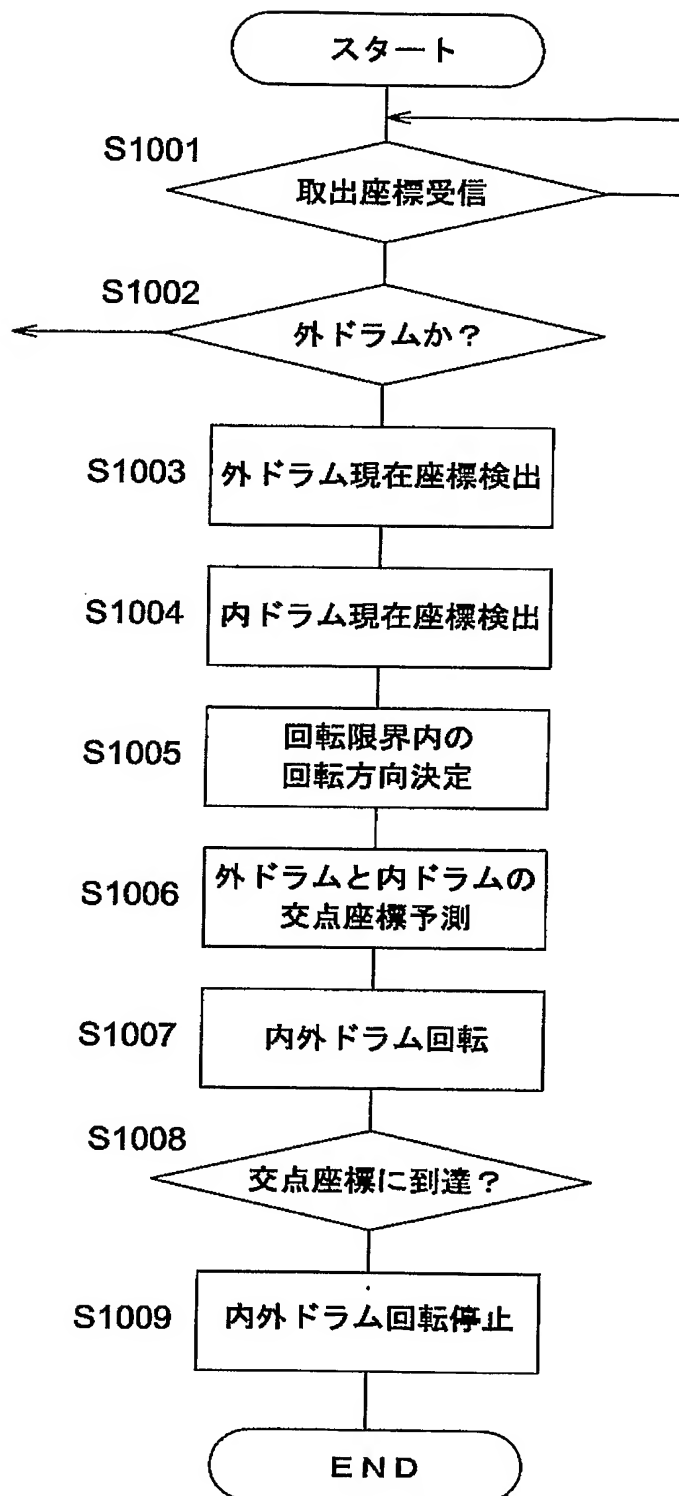 スタート
S1001
取出座標受信
S1002
外ドラムか？
S1003
外ドラム現在座標検出
S1004
内ドラム現在座標検出
S1005
回転限界内の
回転方向決定
S1006
外ドラムと内ドラムの
交点座標予測
S1007
内外ドラム回転
S1008
交点座標に到達？
S1009
内外ドラム回転停止
END